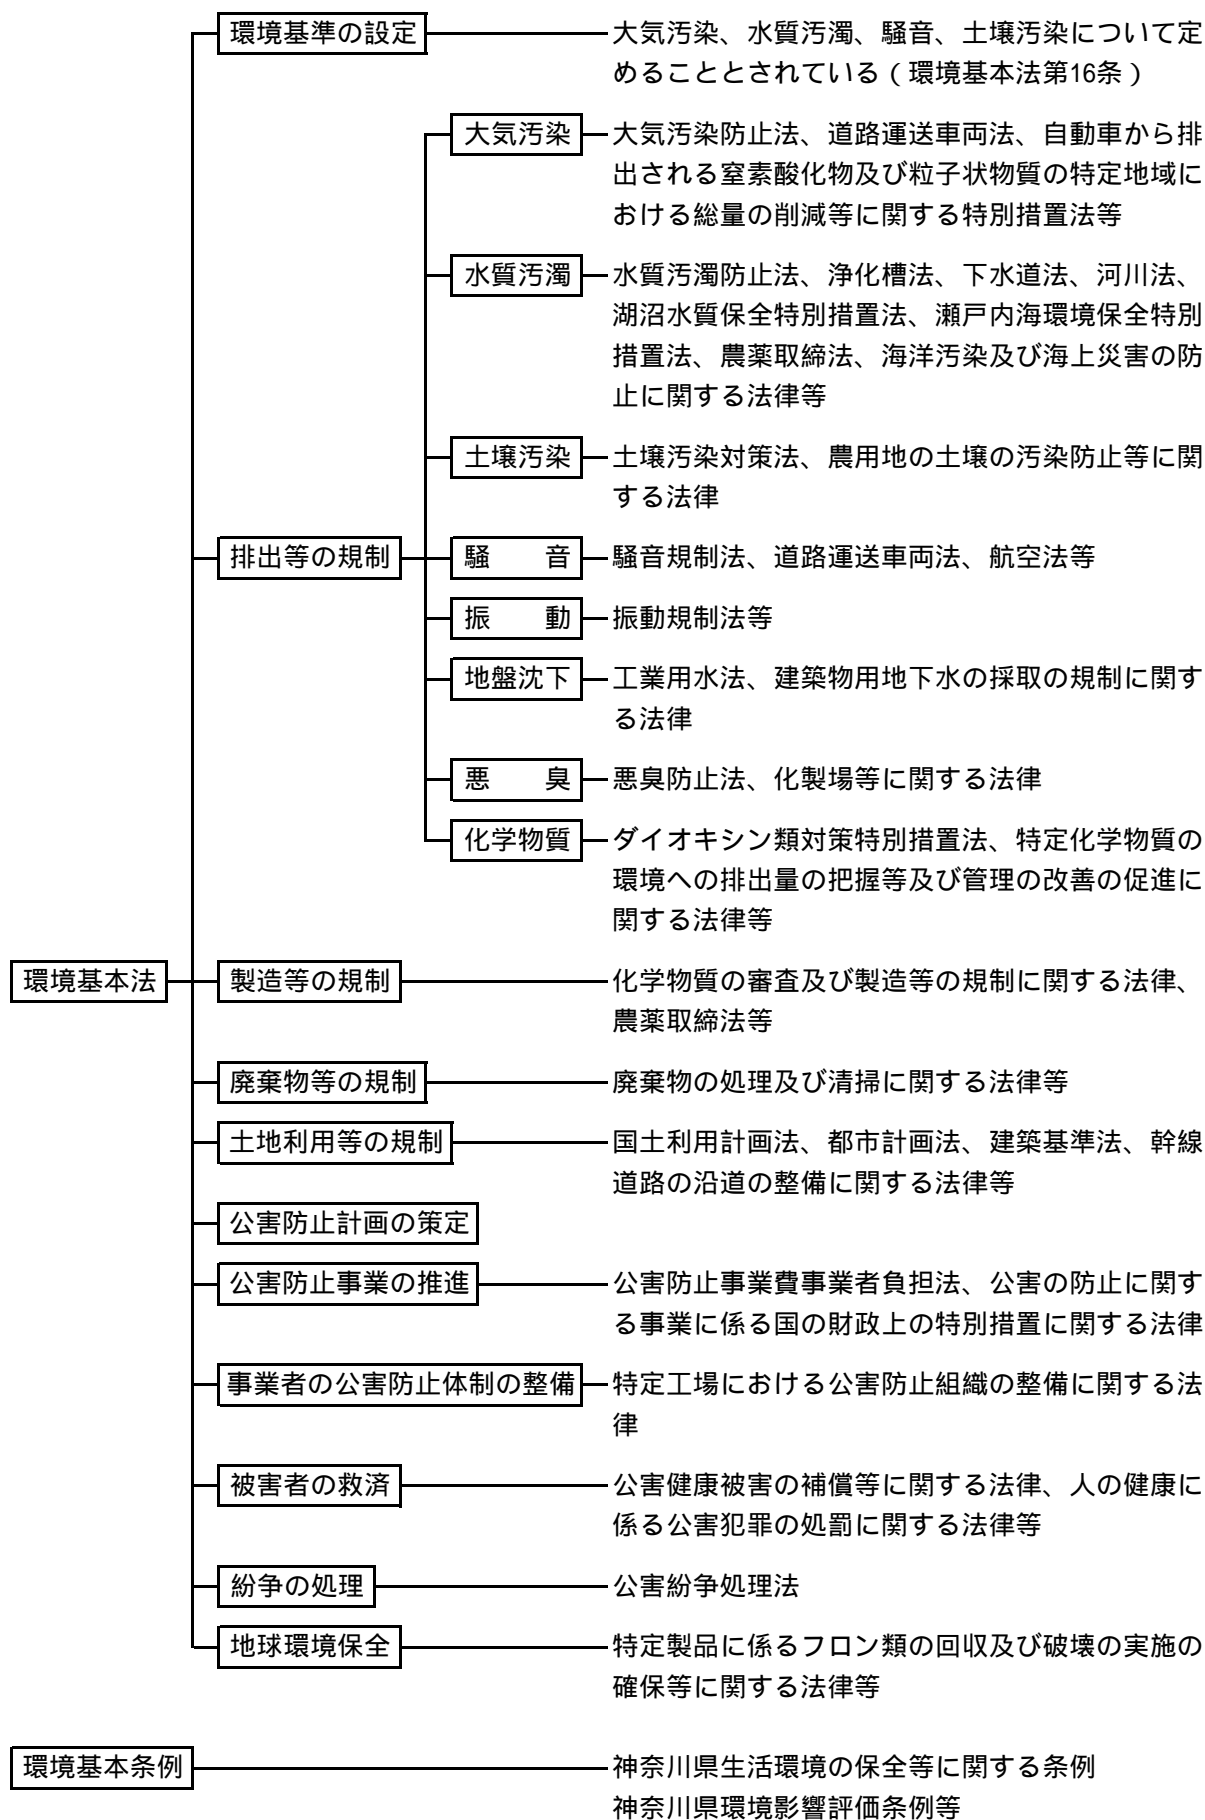 環境基準の設定
大気汚染、水質汚濁、騒音、土壌汚染について定
めることとされている（環境基本法第16条）
大気汚染
大気汚染防止法、道路運送車両法、自動車から排
出される窒素酸化物及び粒子状物質の特定地域に
おける総量の削減等に関する特別措置法等
水質汚濁
水質汚濁防止法、浄化槽法、下水道法、河川法、
湖沼水質保全特別措置法、瀬戸内海環境保全特別
措置法、農薬取締法、海洋汚染及び海上災害の防
止に関する法律等
土壌汚染
土壌汚染対策法、農用地の土壌の汚染防止等に関
する法律
排出等の規制
騒　　音
騒音規制法、道路運送車両法、航空法等
振　　動
振動規制法等
地盤沈下
工業用水法、建築物用地下水の採取の規制に関す
る法律
悪　　臭
悪臭防止法、化製場等に関する法律
化学物質
ダイオキシン類対策特別措置法、特定化学物質の
環境への排出量の把握等及び管理の改善の促進に
関する法律等
環境基本法
製造等の規制
化学物質の審査及び製造等の規制に関する法律、
農薬取締法等
廃棄物等の規制
廃棄物の処理及び清掃に関する法律等
土地利用等の規制
国土利用計画法、都市計画法、建築基準法、幹線
道路の沿道の整備に関する法律等
公害防止計画の策定
公害防止事業の推進
公害防止事業費事業者負担法、公害の防止に関す
る事業に係る国の財政上の特別措置に関する法律
事業者の公害防止体制の整備
特定工場における公害防止組織の整備に関する法
律
被害者の救済
公害健康被害の補償等に関する法律、人の健康に
係る公害犯罪の処罰に関する法律等
紛争の処理
公害紛争処理法
地球環境保全
特定製品に係るフロン類の回収及び破壊の実施の
確保等に関する法律等
環境基本条例
神奈川県生活環境の保全等に関する条例
神奈川県環境影響評価条例等